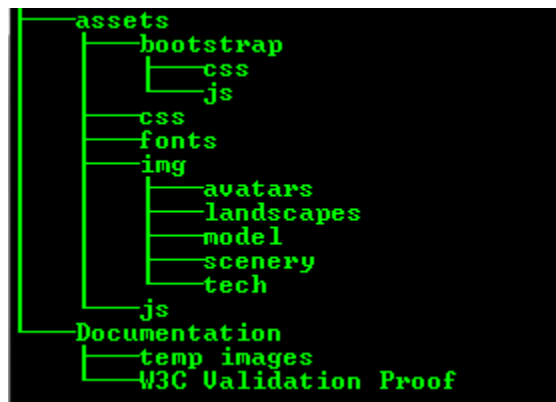 assets
bootstrap
css
js
css
fonts
img
avatars
landscapes
model
scenery
tech
js
Documentation
temp images
W3C Validation Proof